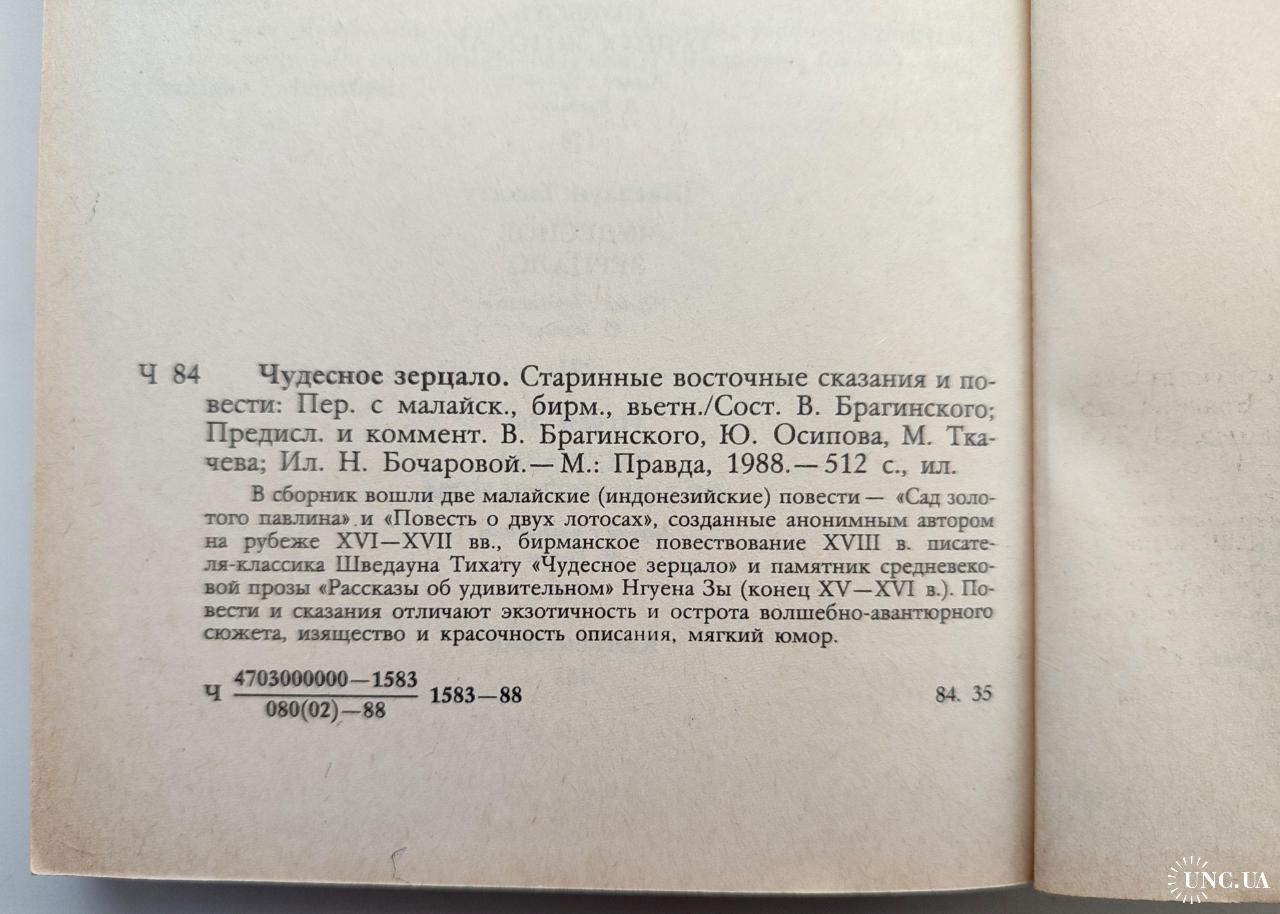 Ч 84 Чудесное зерцало. Старинные восточные сказания и по-
вести: Пер. с малайск., бирм., вьетн./Сост. В. Брагинского;
Предисл. и коммент. В. Брагинского, Ю. Осипова, М. Тка-
чева; Ил. Н. Бочаровой.— М.: Правда, 1988.— 512 с., ил.
В сборник вошли две малайские (индонезийские) повести — «Сад золо-
того павлина» и «Повесть о двух лотосах», созданные анонимным автором
на рубеже XVI—XVII вв., бирманское повествование XVIII в. писате-
ля-классика Шведауна Тихату «Чудесное зерцало» и памятник средневеко-
вой прозы «Рассказы об удивительном» Нгуена Зы (конец XV—XVI в.). По-
вести и сказания отличают экзотичность и острота волшебно-авантюрного
сюжета, изящество и красочность описания, мягкий юмор.
Ч 4703000000—1583
080(02)—88
1583—88
84. 35
UNC.UA